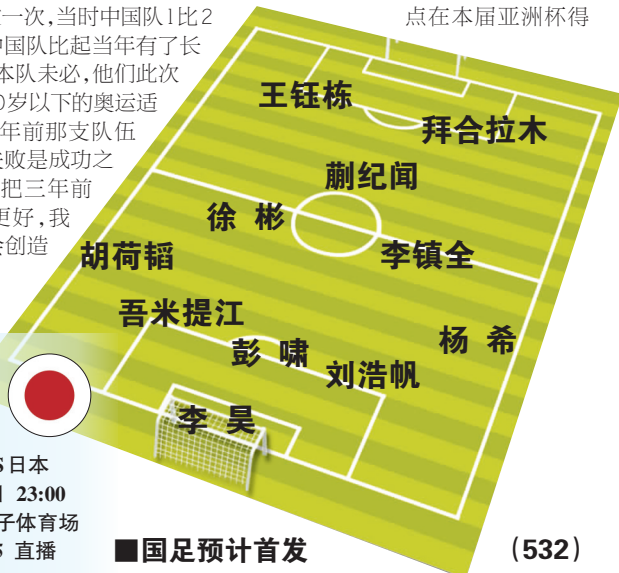 一次，当时中国队1比2
中国队比起当年有了长
本队未必，他们此次
0岁以下的奥运适
年前那支队伍
失败是成功之
把三年前
更好，我
会创造
点在本届亚洲杯得
王钰栋
拜合拉木
蒯纪闻
徐 彬
李镇全
胡荷韬
吾米提江
杨 希
彭 啸
刘浩帆
李 昊
日本
23:00
子体育场
直播
■国足预计首发
（532）